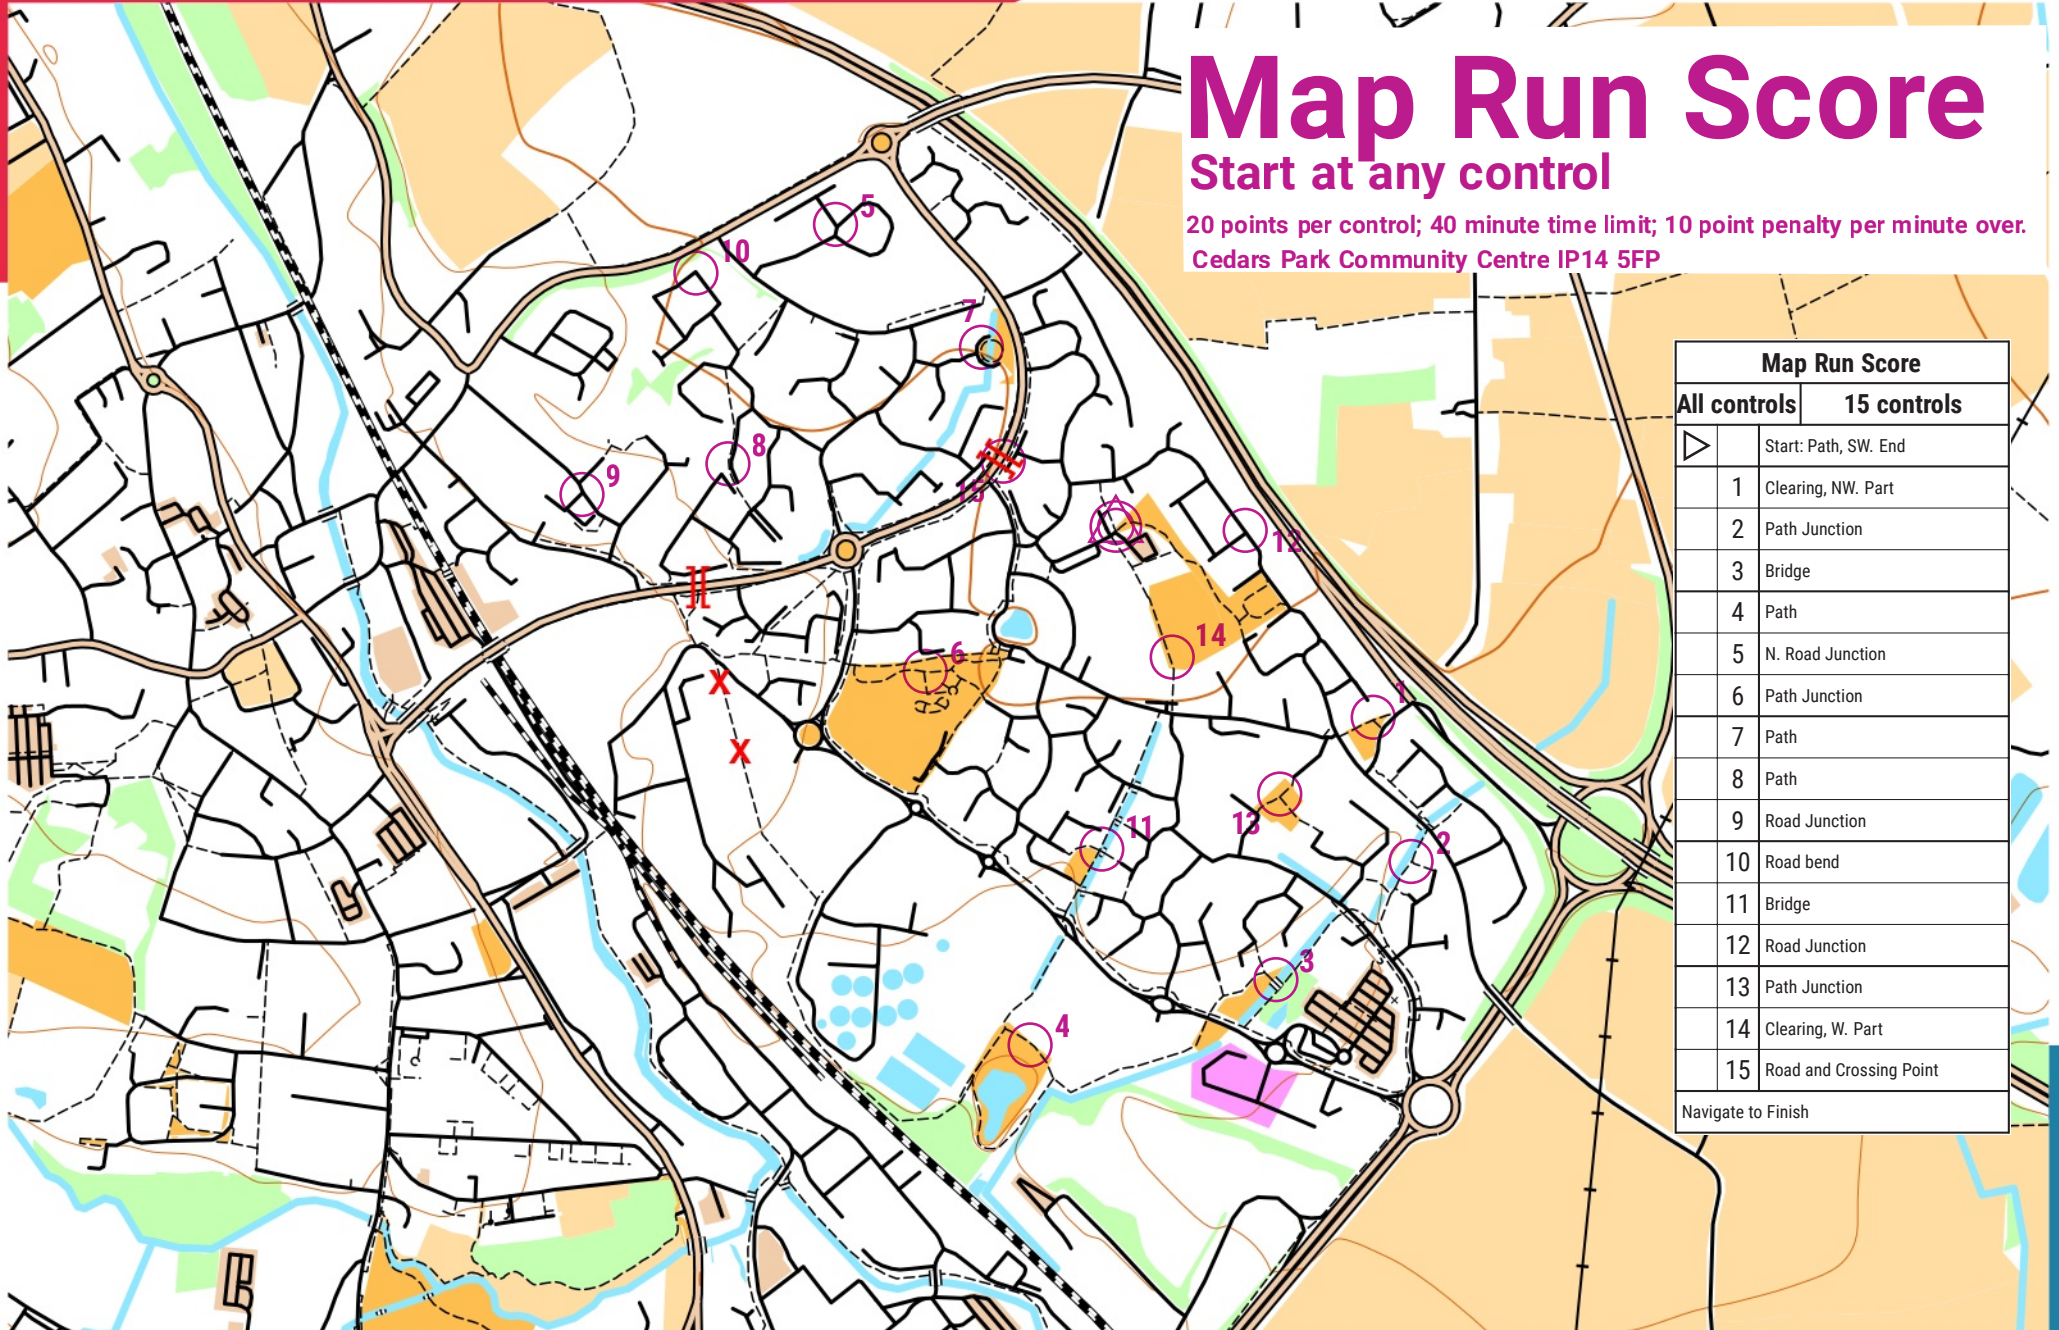 Map Run Score
Start at any control
20 points per control; 40 minute time limit; 10 point penalty per minute over.
Cedars Park Community Centre IP14 5FP
5
10
7
8
9
15
12
14
6
1
13
11
2
3
4
X
X
Map Run Score
All controls 15 controls
Start: Path, SW. End
1 Clearing, NW. Part
2 Path Junction
3 Bridge
4 Path
5 N. Road Junction
6 Path Junction
7 Path
8 Path
9 Road Junction
10 Road bend
11 Bridge
12 Road Junction
13 Path Junction
14 Clearing, W. Part
15 Road and Crossing Point
Navigate to Finish